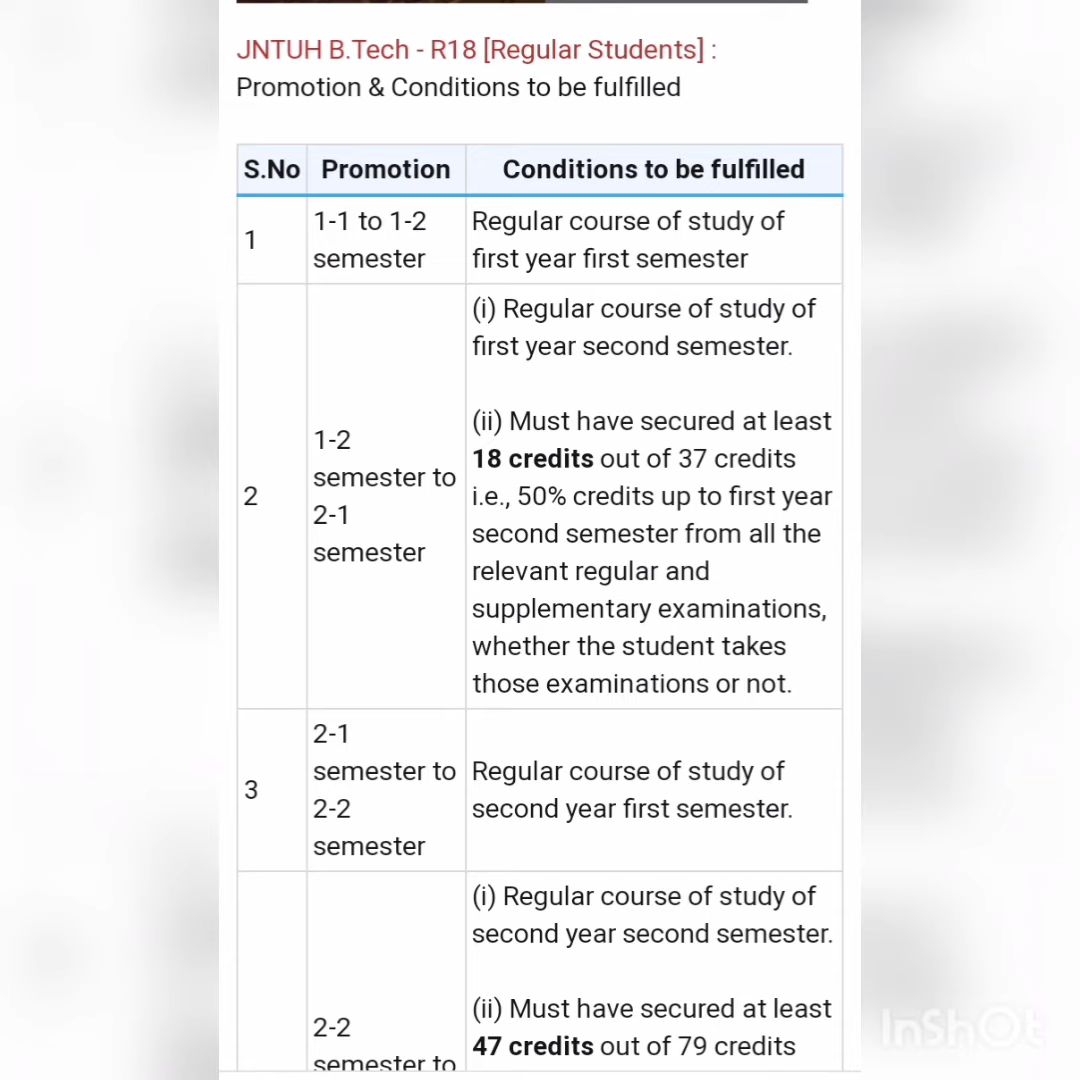 JNTUH B.Tech - R18 [Regular Students] :
Promotion & Conditions to be fulfilled
S.No Promotion Conditions to be fulfilled
1
1-1 to 1-2
semester
Regular course of study of
first year first semester
2
1-2
semester to
2-1
semester
(i) Regular course of study of
first year second semester.
(ii) Must have secured at least
18 credits out of 37 credits
i.e., 50% credits up to first year
second semester from all the
relevant regular and
supplementary examinations,
whether the student takes
those examinations or not.
3
2-1
semester to
2-2
semester
Regular course of study of
second year first semester.
2-2
semester to
(i) Regular course of study of
second year second semester.
(ii) Must have secured at least
47 credits out of 79 credits
InShOt